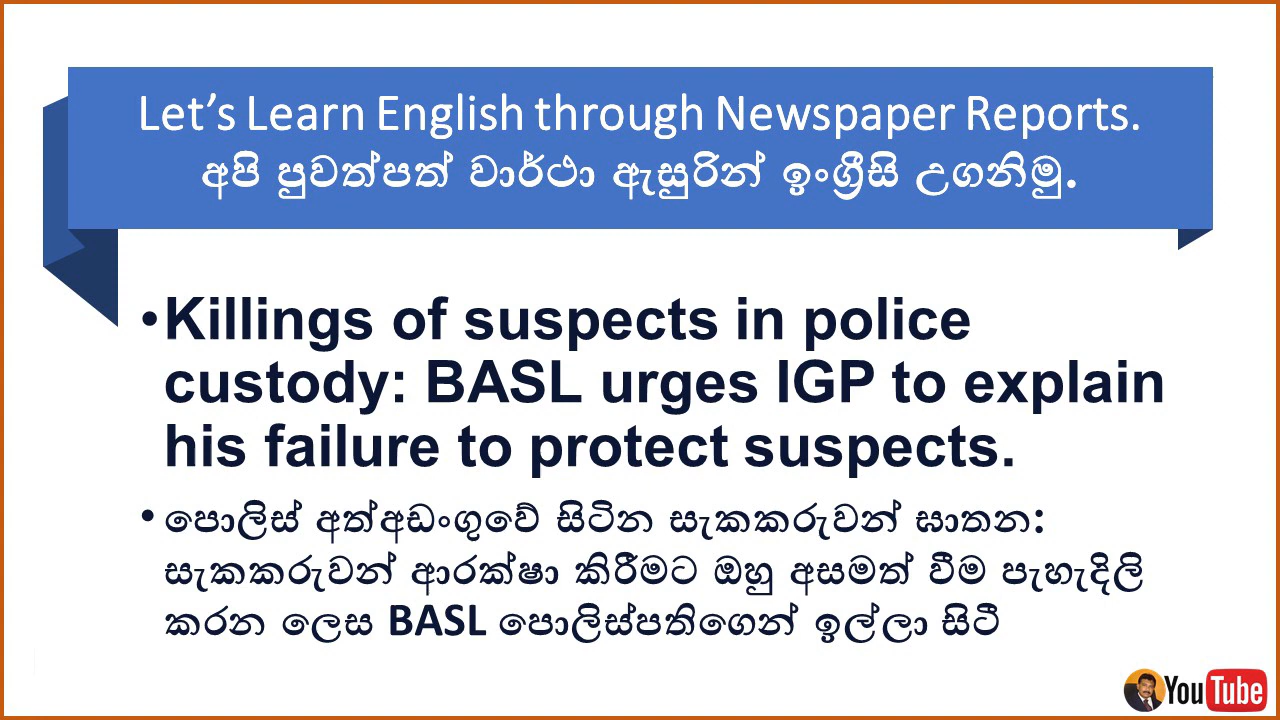 Let’s Learn English through Newspaper Reports.
අපි පුවත්පත් වාර්ථා ඇසුරින් ඉංග්‍රීසි උගනිමු.
•Killings of suspects in police
custody: BASL urges IGP to explain
his failure to protect suspects.
•පොලිස් අත්අඩංගුවේ සිටින සැකකරුවන් ඝාතන:
සැකකරුවන් ආරක්ෂා කිරීමට ඔහු අසමත් වීම පැහැදිලි
කරන ලෙස BASL පොලිස්පතිගෙන් ඉල්ලා සිටී
YouTube